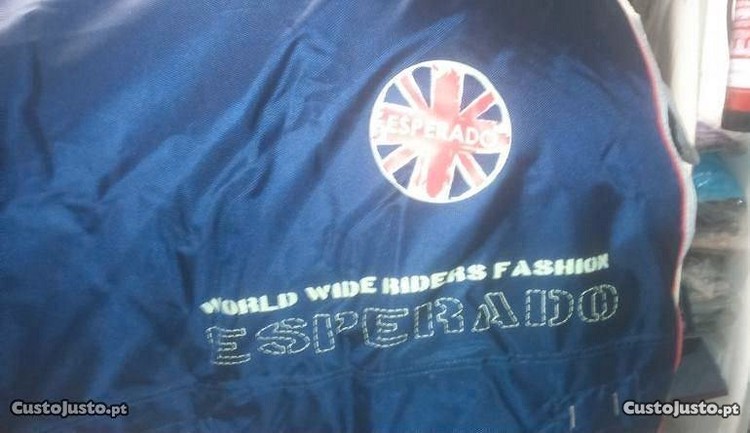 ESPERADO
WORLD WIDE RIDERS FASHION
ESPERADO
CustoJusto.pt
CustoJusto.pt